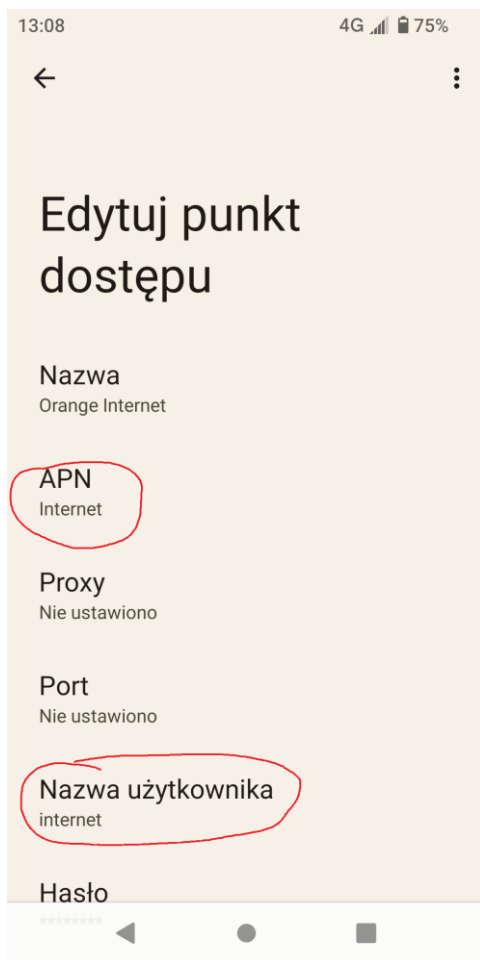 13:08 4G 75%
Edytuj punkt
dostępu
Nazwa
Orange Internet
APN
Internet
Proxy
Nie ustawiono
Port
Nie ustawiono
Nazwa użytkownika
internet
Hasło
********